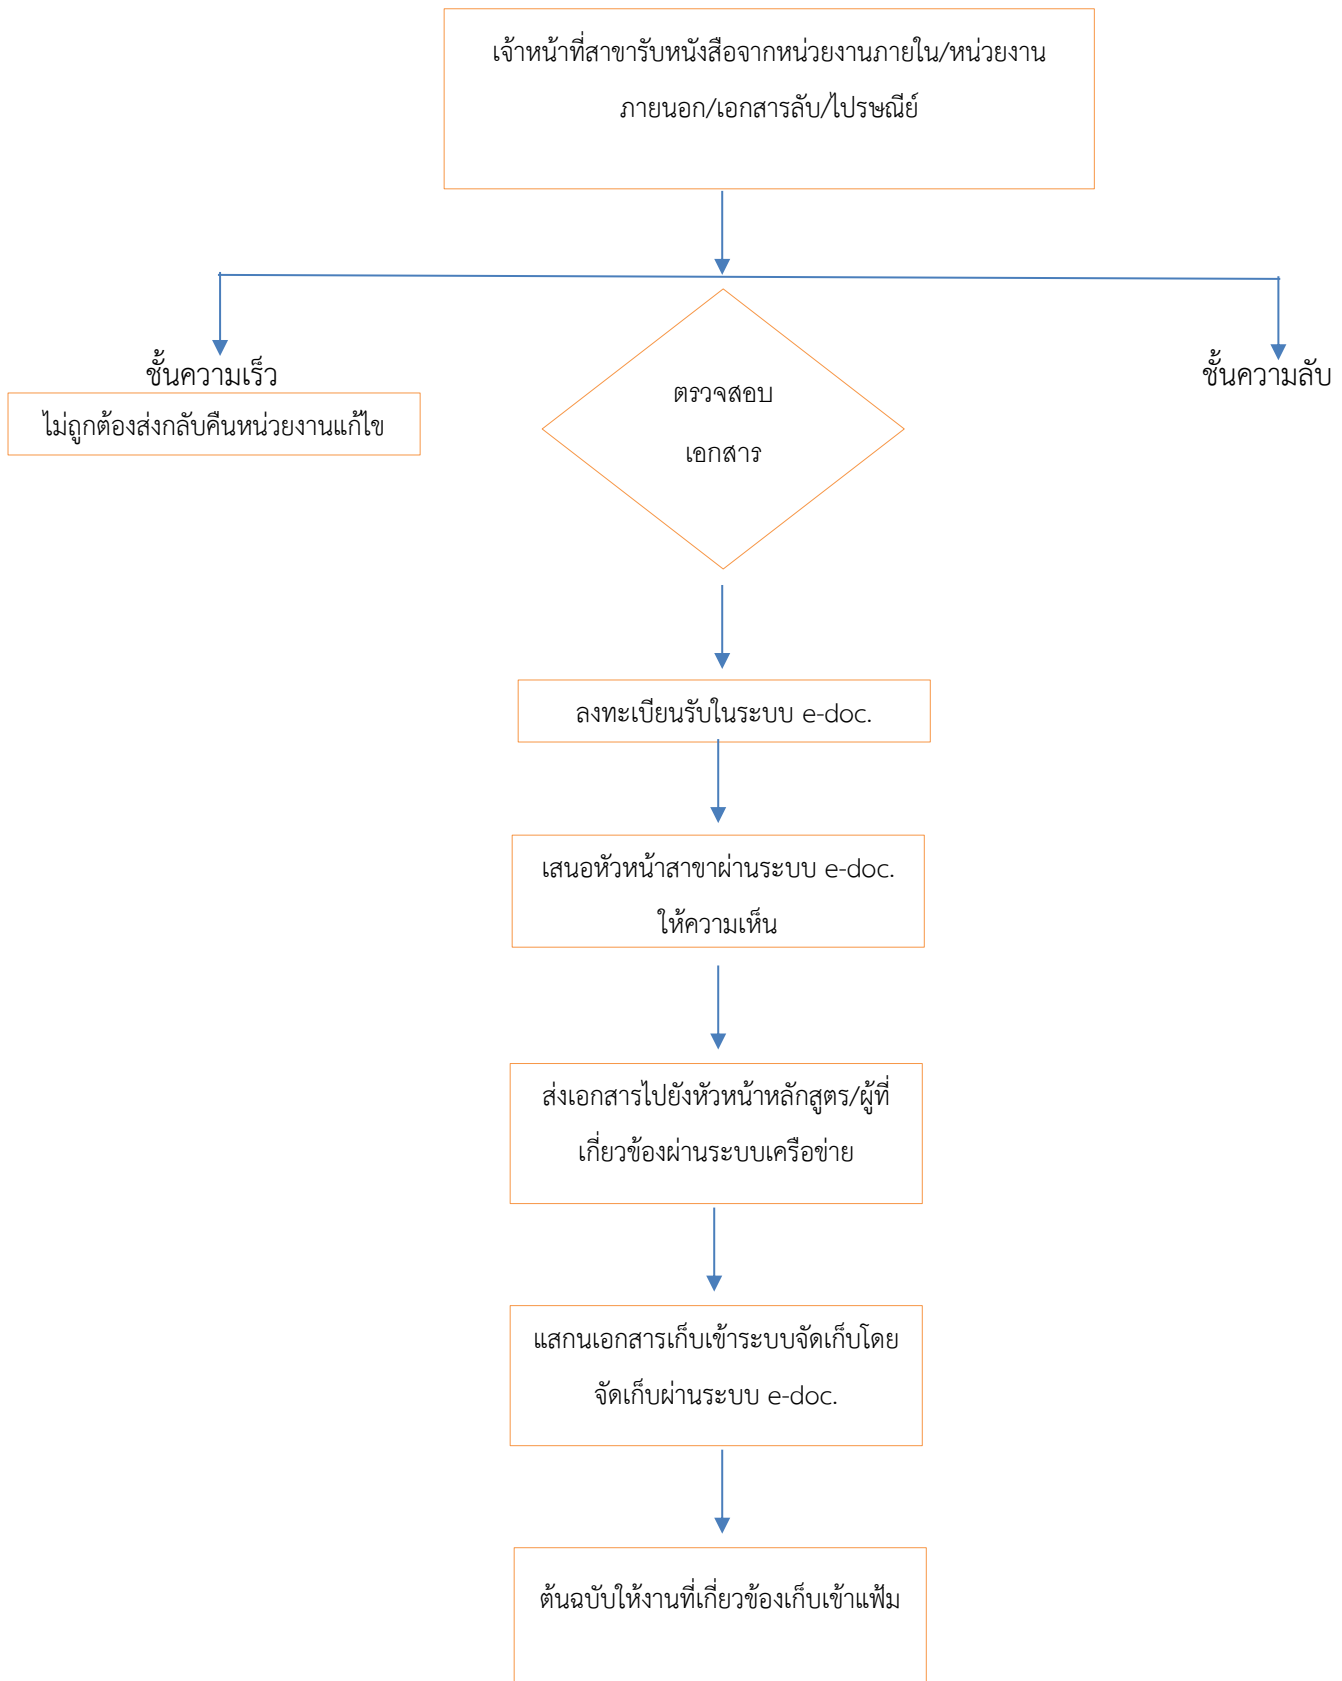 เจ้าหน้าที่สาขารับหนังสือจากหน่วยงานภายใน/หน่วยงาน
ภายนอก/เอกสารลับ/ไปรษณีย์
ชั้นความเร็ว
ชั้นความลับ
ไม่ถูกต้องส่งกลับคืนหน่วยงานแก้ไข
ตรวจสอบ
เอกสาร
ลงทะเบียนรับในระบบ e-doc.
เสนอหัวหน้าสาขาผ่านระบบ e-doc.
ให้ความเห็น
ส่งเอกสารไปยังหัวหน้าหลักสูตร/ผู้ที่
เกี่ยวข้องผ่านระบบเครือข่าย
แสกนเอกสารเก็บเข้าระบบจัดเก็บโดย
จัดเก็บผ่านระบบ e-doc.
ต้นฉบับให้งานที่เกี่ยวข้องเก็บเข้าแฟ้ม